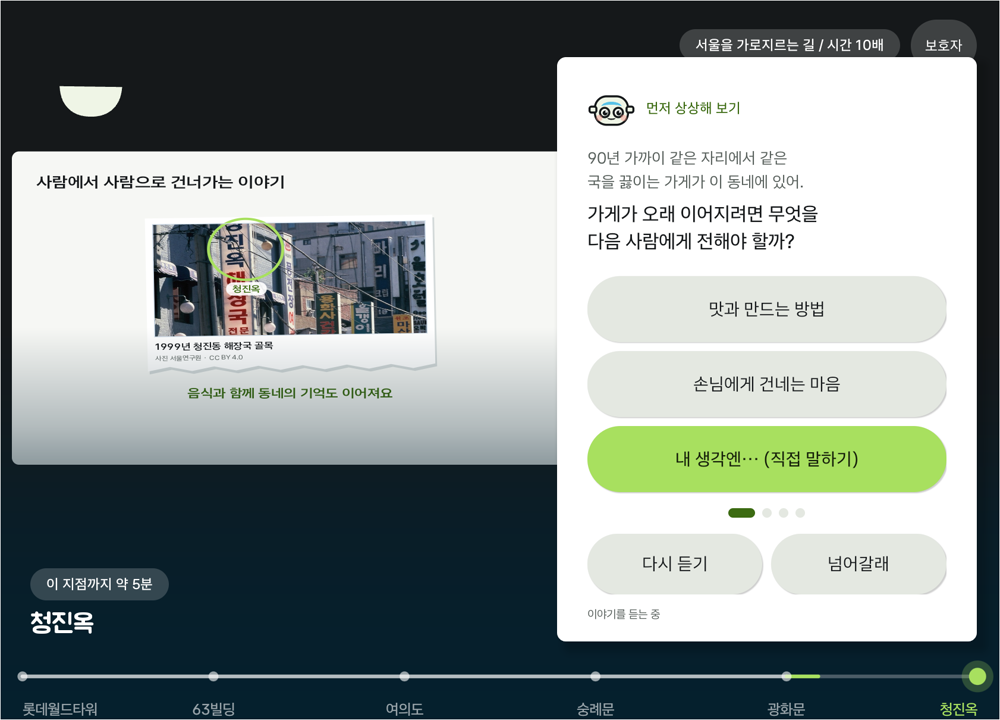 서울을 가로지르는 길 / 시간 10배
보호자
사람에서 사람으로 건너가는 이야기
청진옥
해장국
전문
청진옥
1999년 청진동 해장국 골목
사진 서울연구원 · CC BY 4.0
음식과 함께 동네의 기억도 이어져요
먼저 상상해 보기
90년 가까이 같은 자리에서 같은
국을 끓이는 가게가 이 동네에 있어.
가게가 오래 이어지려면 무엇을
다음 사람에게 전해야 할까?
맛과 만드는 방법
손님에게 건네는 마음
내 생각엔… (직접 말하기)
다시 듣기
넘어갈래
이야기를 듣는 중
이 지점까지 약 5분
청진옥
롯데월드타워
63빌딩
여의도
숭례문
광화문
청진옥